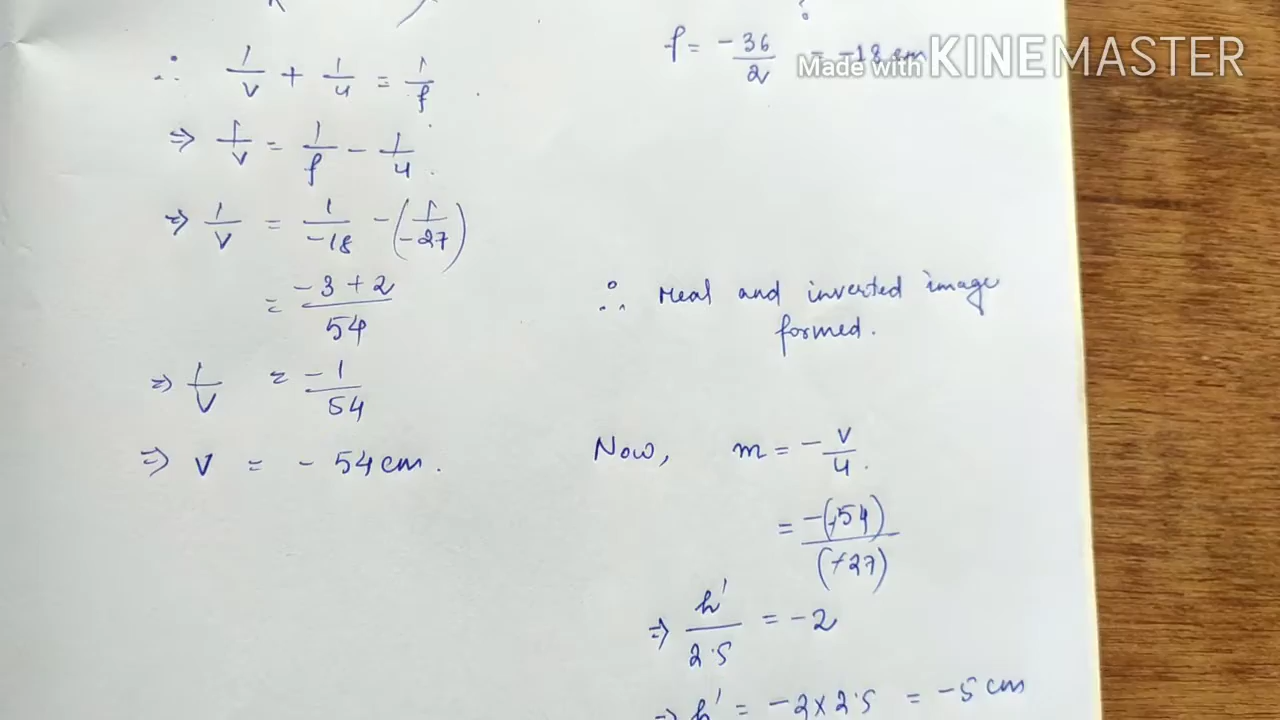 ∴ 1/v + 1/u = 1/f
⇒ 1/v = 1/f - 1/u
⇒ 1/v = 1/-18 - (1/-27)
= -3+2/54
⇒ 1/v = -1/54
⇒ v = - 54 cm.
f = -36/2 = -18 cm
Made with KINEMASTER
∴ real and inverted image
formed.
Now, m = - v/u.
= -(-54)/(-27)
⇒ h'/2.5 = -2
⇒ h' = -2 x 2.5 = -5 cm